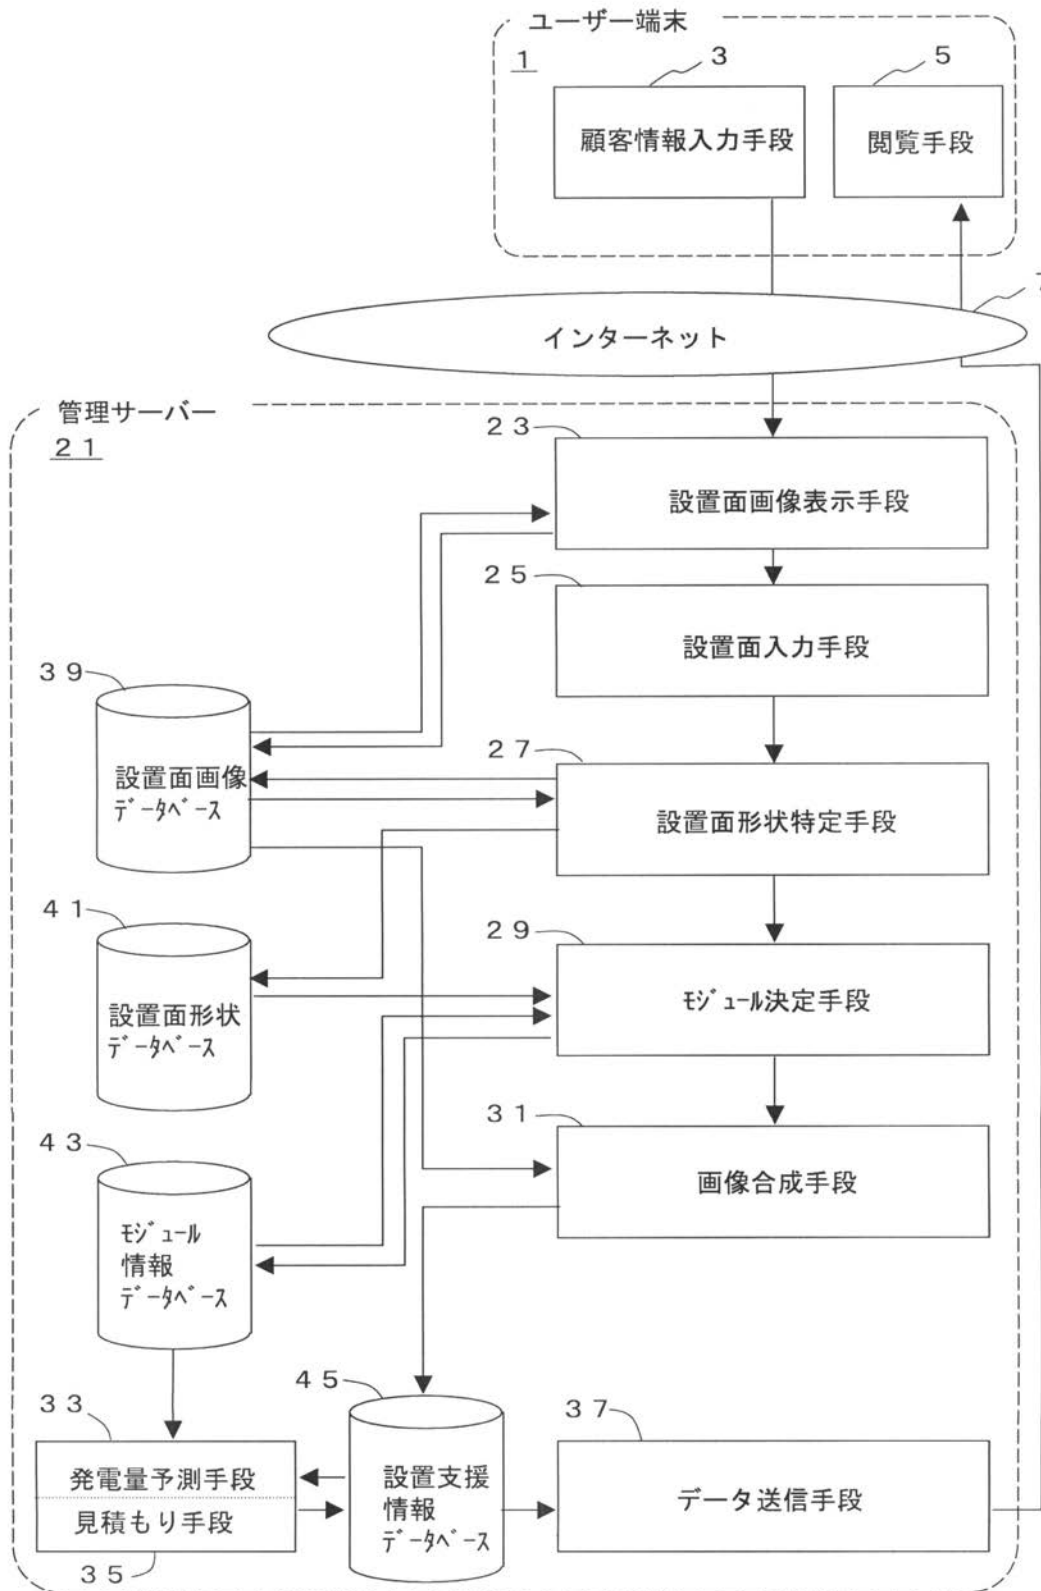 ユーザー端末
1
3
5
顧客情報入力手段
閲覧手段
7
インターネット
管理サーバー
21
23
設置面画像表示手段
25
設置面入力手段
39
設置面画像
ﾃﾞｰﾀﾍﾞｰｽ
27
設置面形状特定手段
41
設置面形状
ﾃﾞｰﾀﾍﾞｰｽ
29
ﾓｼﾞｭｰﾙ決定手段
43
ﾓｼﾞｭｰﾙ
情報
ﾃﾞｰﾀﾍﾞｰｽ
31
画像合成手段
33
発電量予測手段
見積もり手段
35
45
設置支援
情報
ﾃﾞｰﾀﾍﾞｰｽ
37
データ送信手段